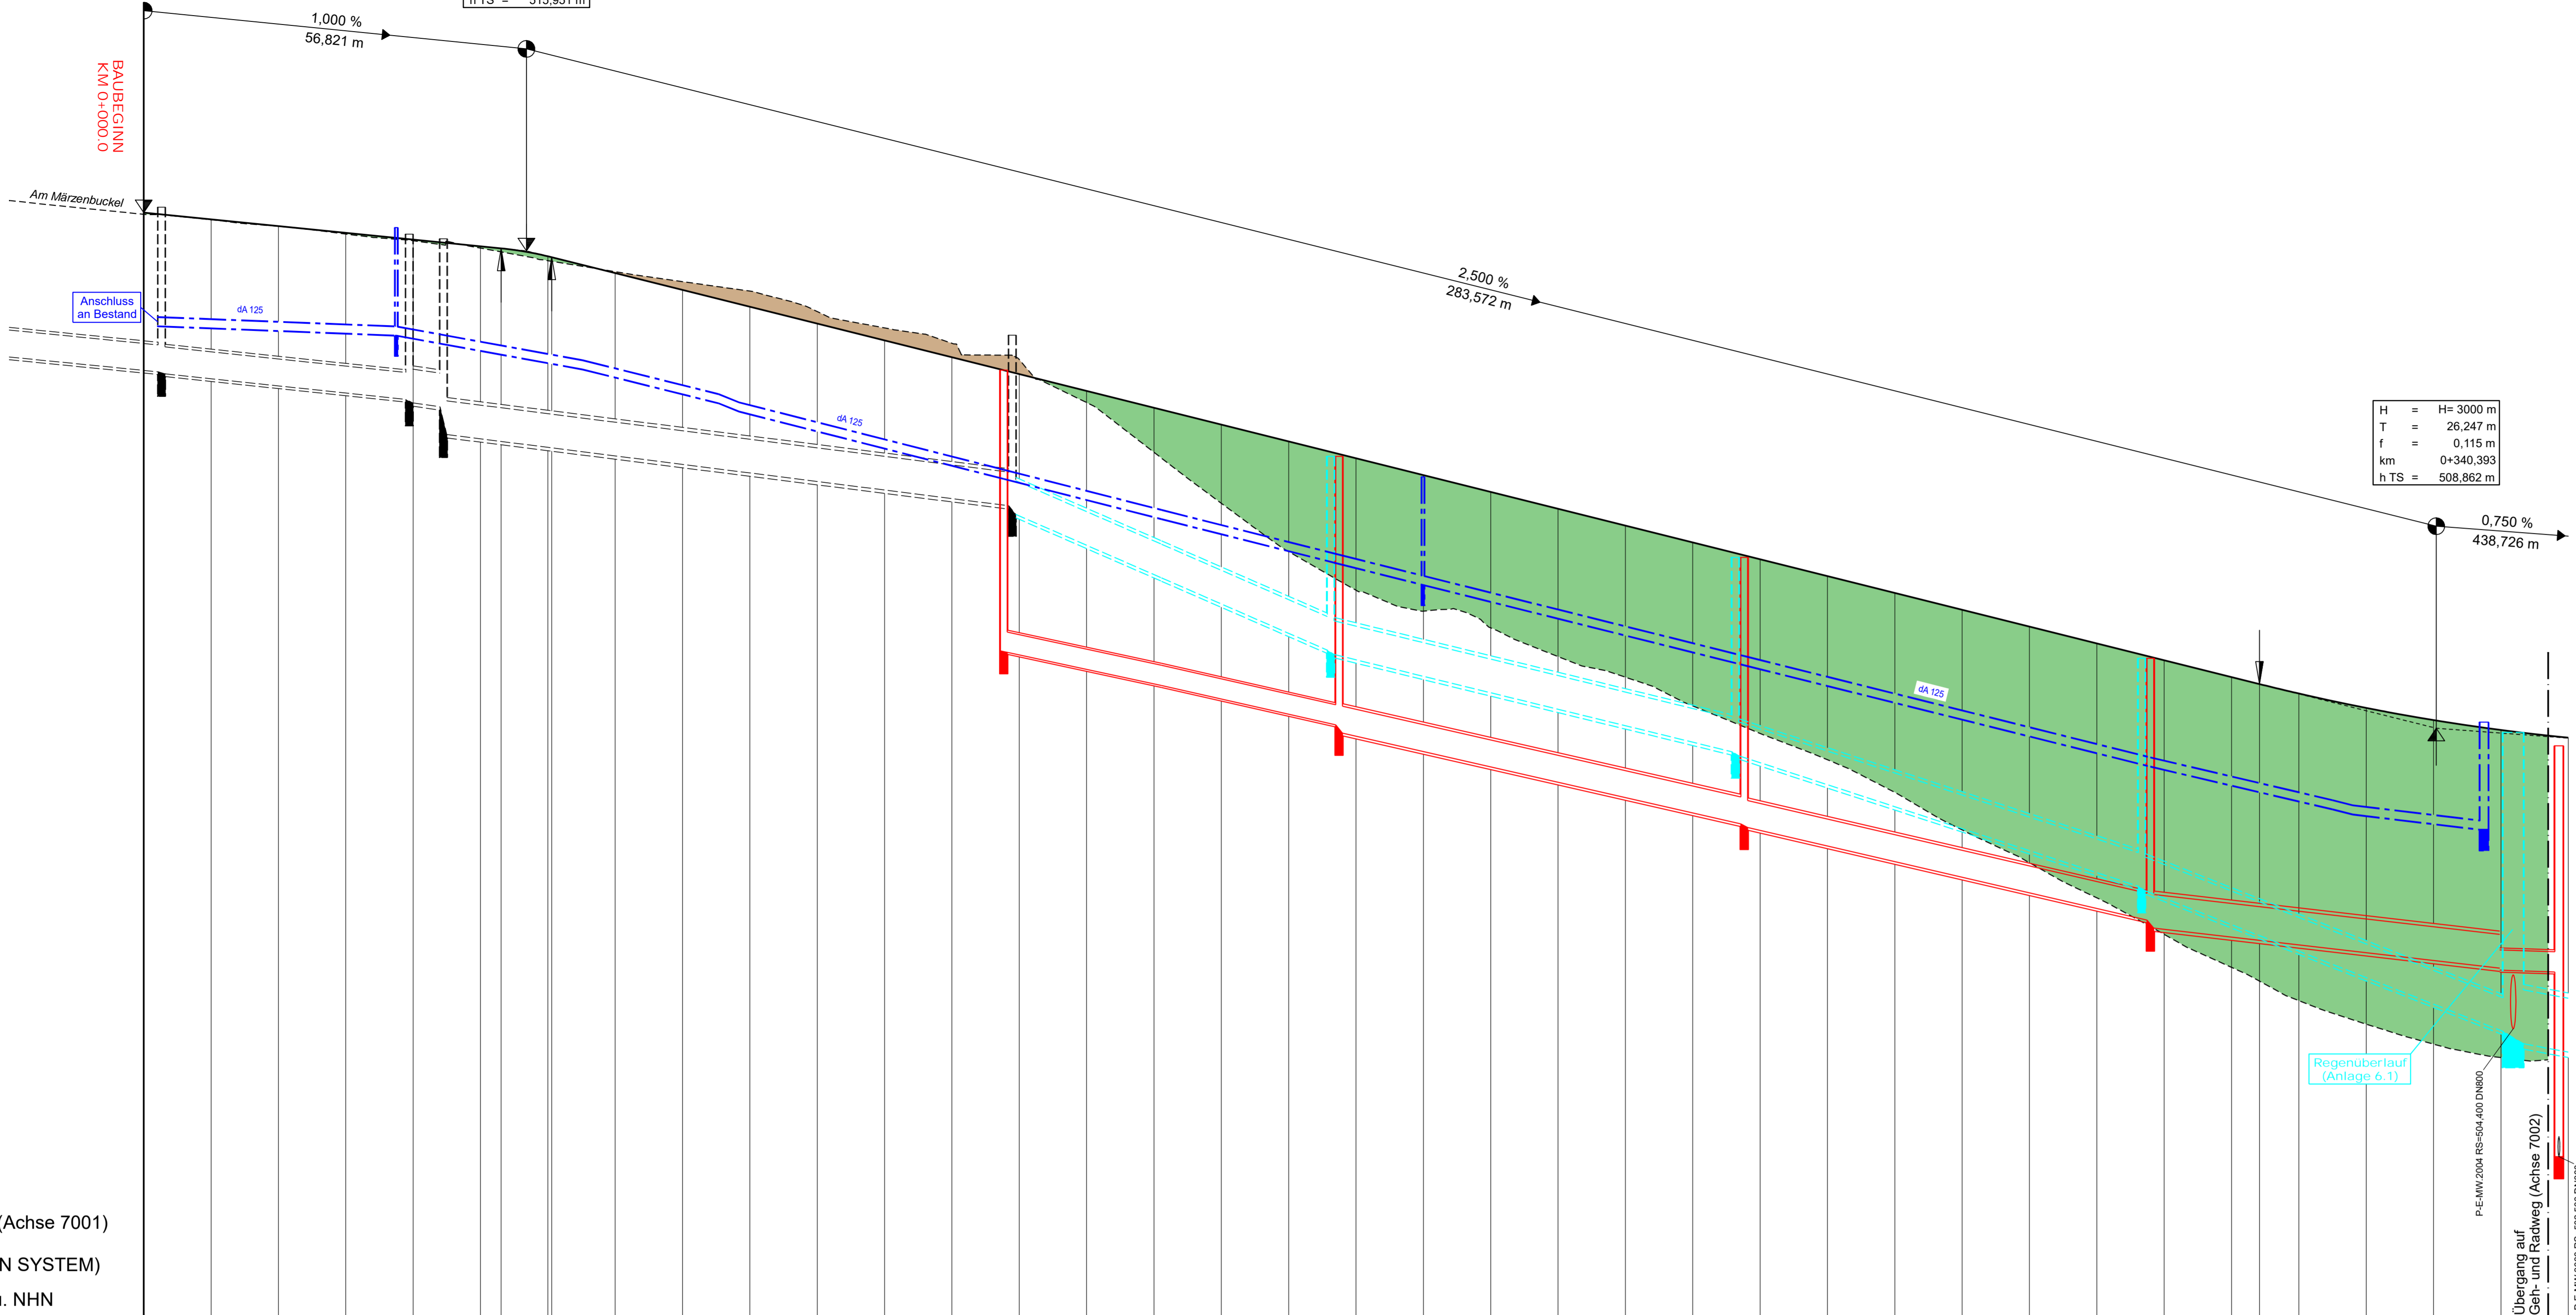 1,000 %
56,821 m
BAUBEGINN
KM 0+000.0
Am Märzenbuckel
Anschluss
an Bestand
dA 125
dA 125
2,500 %
283,572 m
H = H= 3000 m
T = 26,247 m
f = 0,115 m
km 0+340,393
h TS = 508,862 m
0,750 %
438,726 m
dA 125
Regenüberlauf
(Anlage 6.1)
P-E-MW.2004 RS=504,400 DN800
Übergang auf
Geh- und Radweg (Achse 7002)
(Achse 7001)
N SYSTEM)
. NHN